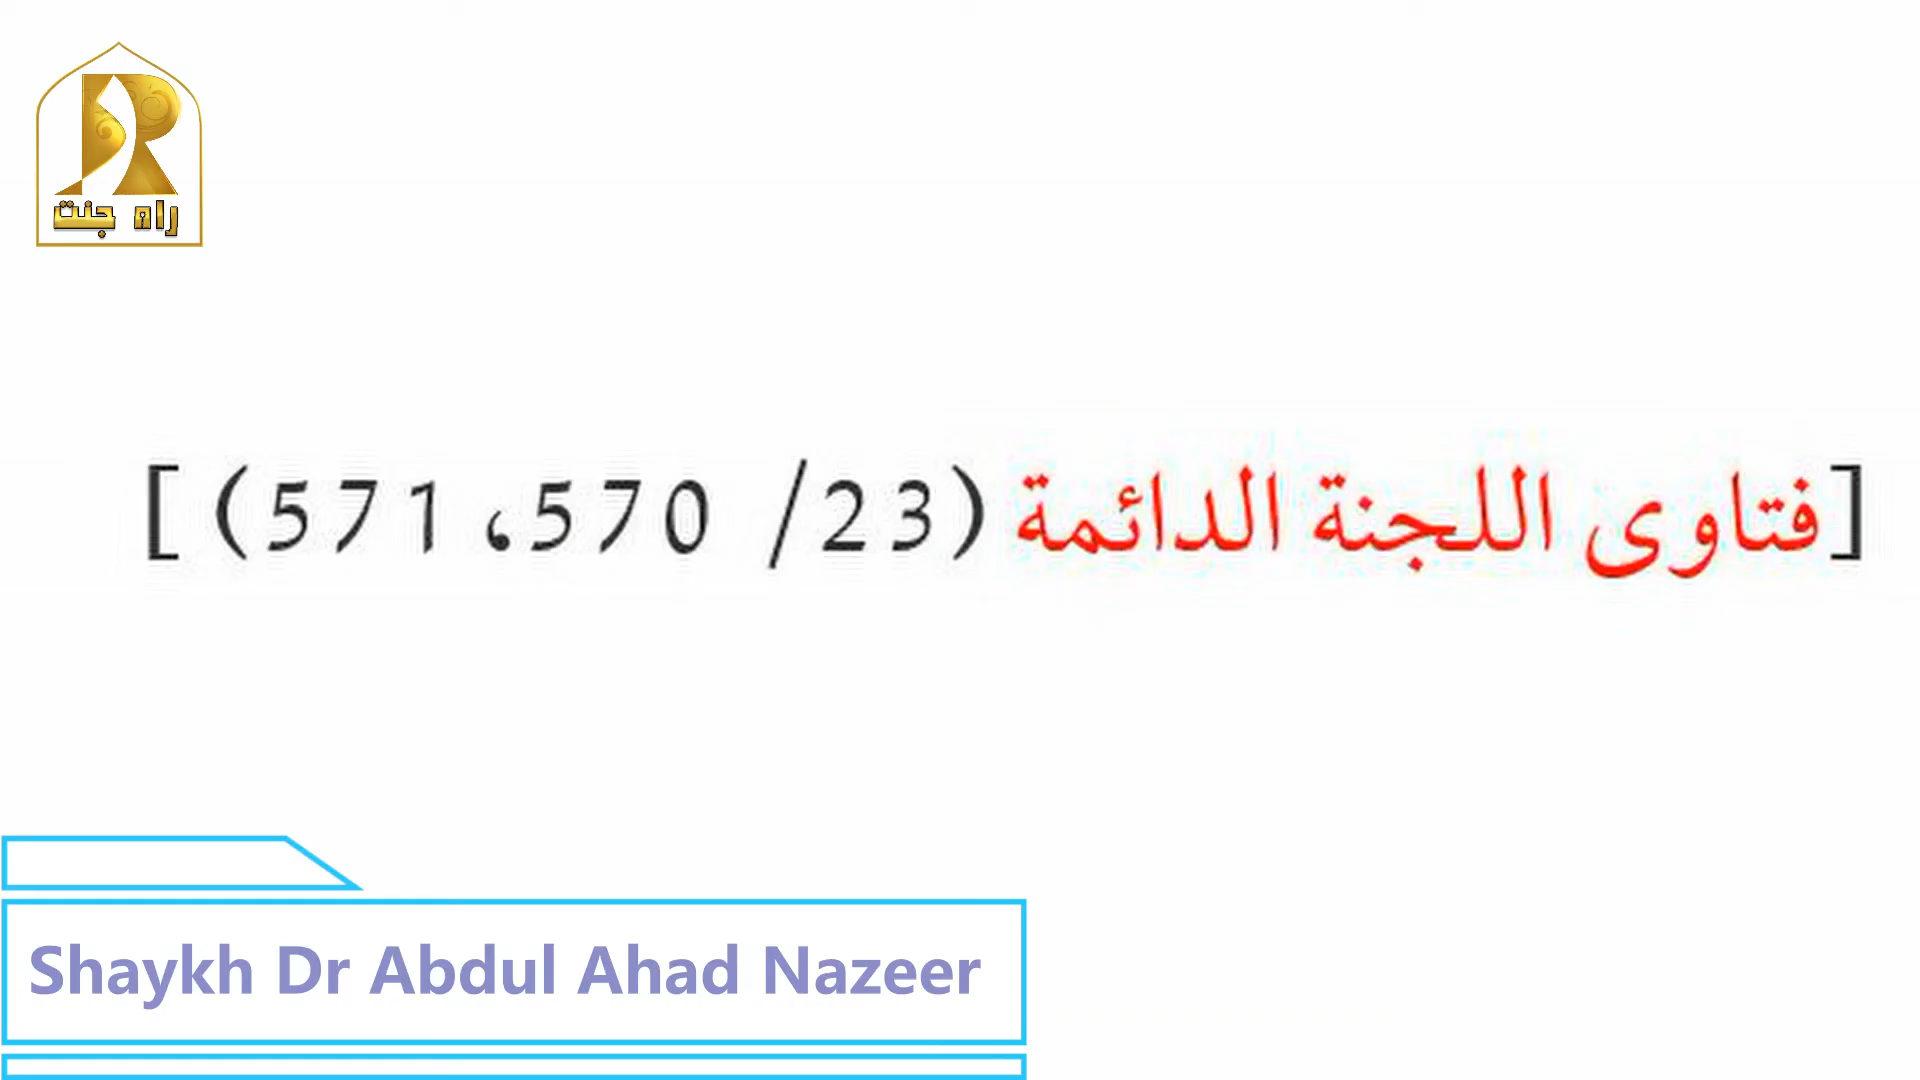 راه جنت
[فتاوى اللجنة الدائمة (23/ 570، 571) ]
Shaykh Dr Abdul Ahad Nazeer